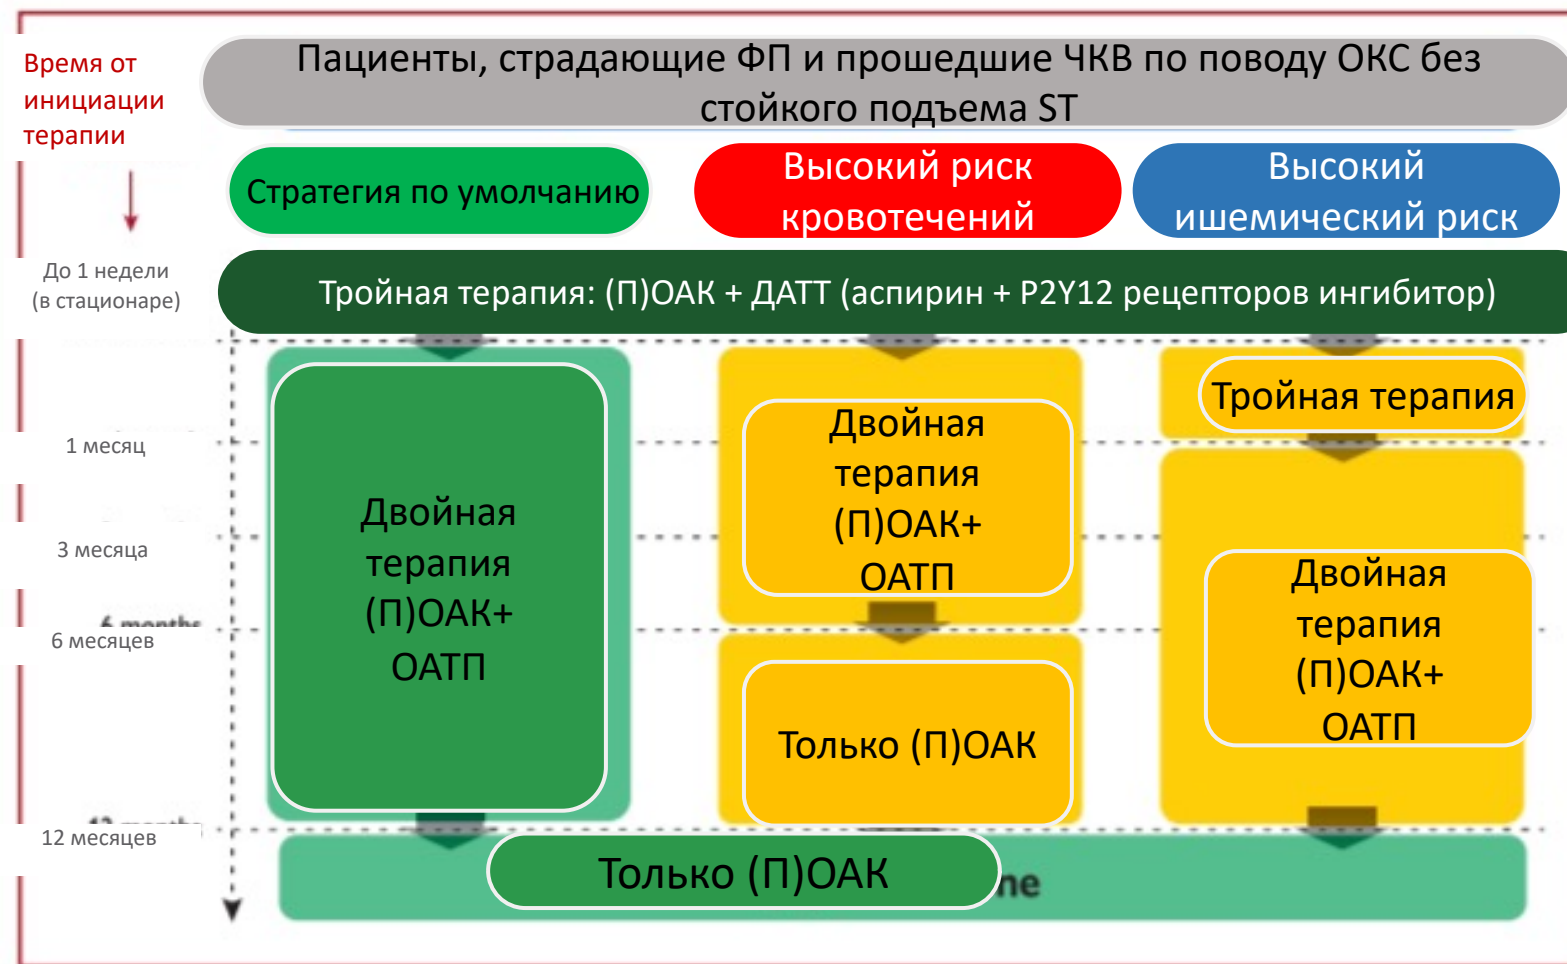 Время от
инициации
терапии
Пациенты, страдающие ФП и прошедшие ЧКВ по поводу ОКС без
стойкого подъема ST
Стратегия по умолчанию
Высокий риск
кровотечений
Высокий
ишемический риск
До 1 недели
(в стационаре)
Тройная терапия: (П)ОАК + ДАТТ (аспирин + P2Y12 рецепторов ингибитор)
1 месяц
3 месяца
6 months
6 месяцев
12 месяцев
Двойная
терапия
(П)ОАК+
ОАТП
Двойная
терапия
(П)ОАК+
ОАТП
Только (П)ОАК
Тройная терапия
Двойная
терапия
(П)ОАК+
ОАТП
Только (П)ОАК